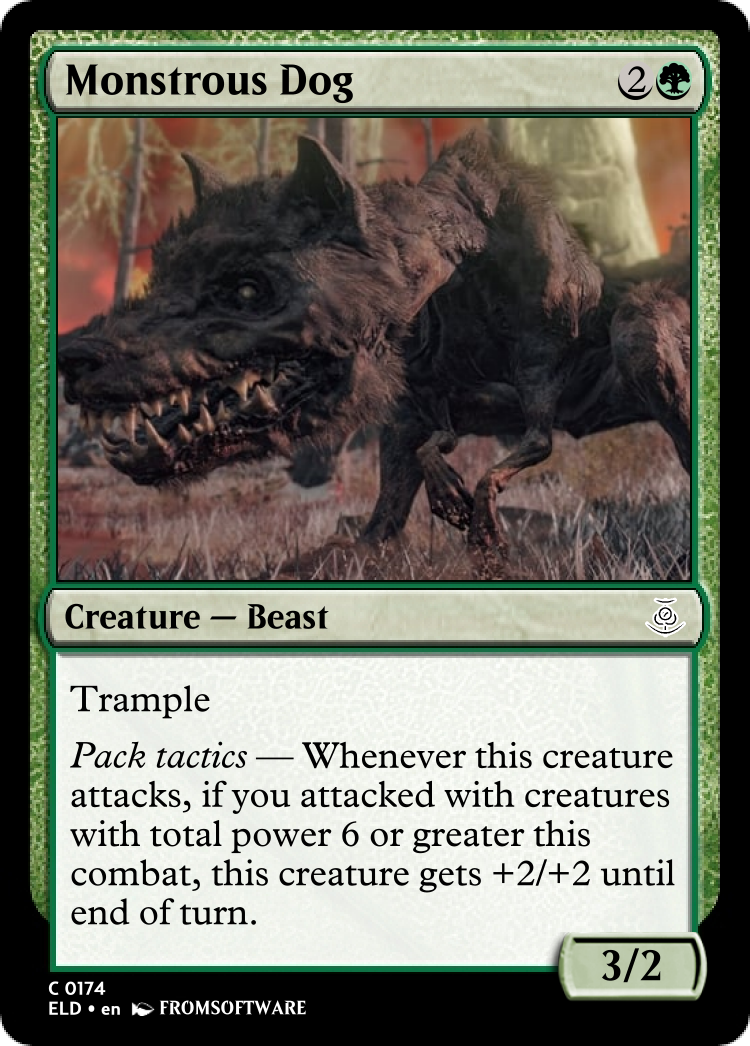 Monstrous Dog 2
Creature — Beast
Trample
Pack tactics — Whenever this creature
attacks, if you attacked with creatures
with total power 6 or greater this
combat, this creature gets +2/+2 until
end of turn.
3/2
C 0174
ELD • en FROMSOFTWARE